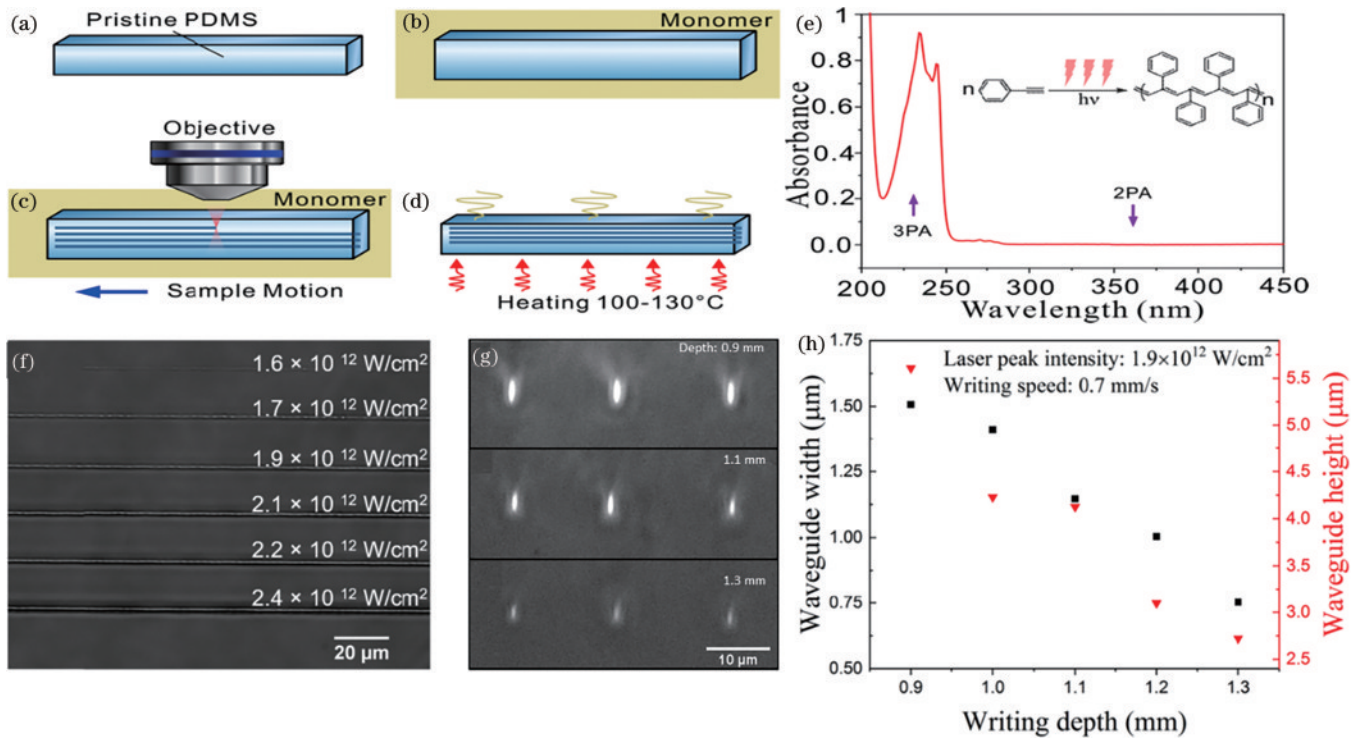 (a)
Pristine PDMS
(b)
Monomer
Objective
(c)
Monomer
Sample Motion
(d)
Heating 100-130°C
(e)
1
0.8
0.6
0.4
0.2
0.0
Absorbance
n
hν
n
3PA
2PA
200
250
300
350
400
450
Wavelength (nm)
(f)
1.6 × 10 12 W/cm2
1.7 × 10 12 W/cm2
1.9 × 10 12 W/cm2
2.1 × 10 12 W/cm2
2.2 × 10 12 W/cm2
2.4 × 10 12 W/cm2
20 μm
(g)
Depth: 0.9 mm
1.1 mm
1.3 mm
10 μm
(h)
Laser peak intensity: 1.9×1012 W/cm2
Writing speed: 0.7 mm/s
1.75
1.50
1.25
1.00
0.75
0.50
Waveguide width (μm)
5.5
5.0
4.5
4.0
3.5
3.0
2.5
Waveguide height (μm)
0.9
1.0
1.1
1.2
1.3
Writing depth (mm)